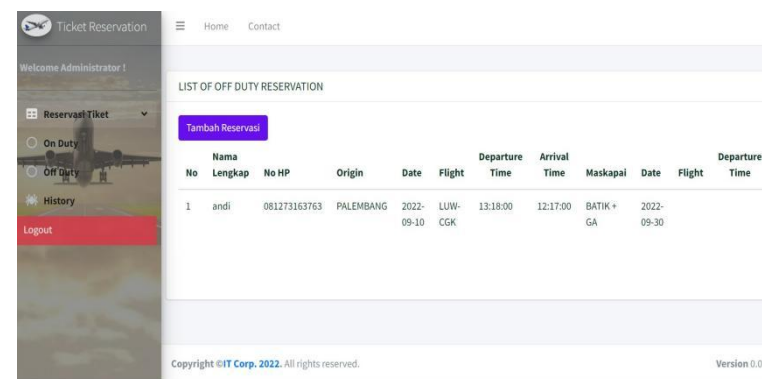 Ticket Reservation
Home Contact
Welcome Administrator !
LIST OF OFF DUTY RESERVATION
Reservasi Tiket
Tambah Reservasi
On Duty
Off Duty
History
Logout
No Nama Lengkap No HP Origin Date Flight Departure Time Arrival Time Maskapai Date Flight Departure Time
1 andi 081273163763 PALEMBANG 2022-09-10 LUW-CGK 13:18:00 12:17:00 BATIK + GA 2022-09-30
Copyright ©IT Corp. 2022. All rights reserved. Version 0.0